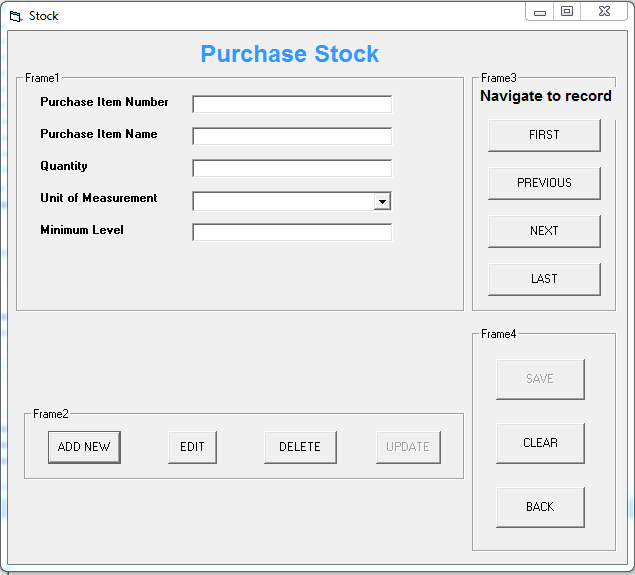 Stock
Purchase Stock
Frame1
Purchase Item Number
Purchase Item Name
Quantity
Unit of Measurement
Minimum Level
Frame3
Navigate to record
FIRST
PREVIOUS
NEXT
LAST
Frame2
ADD NEW EDIT DELETE UPDATE
Frame4
SAVE
CLEAR
BACK